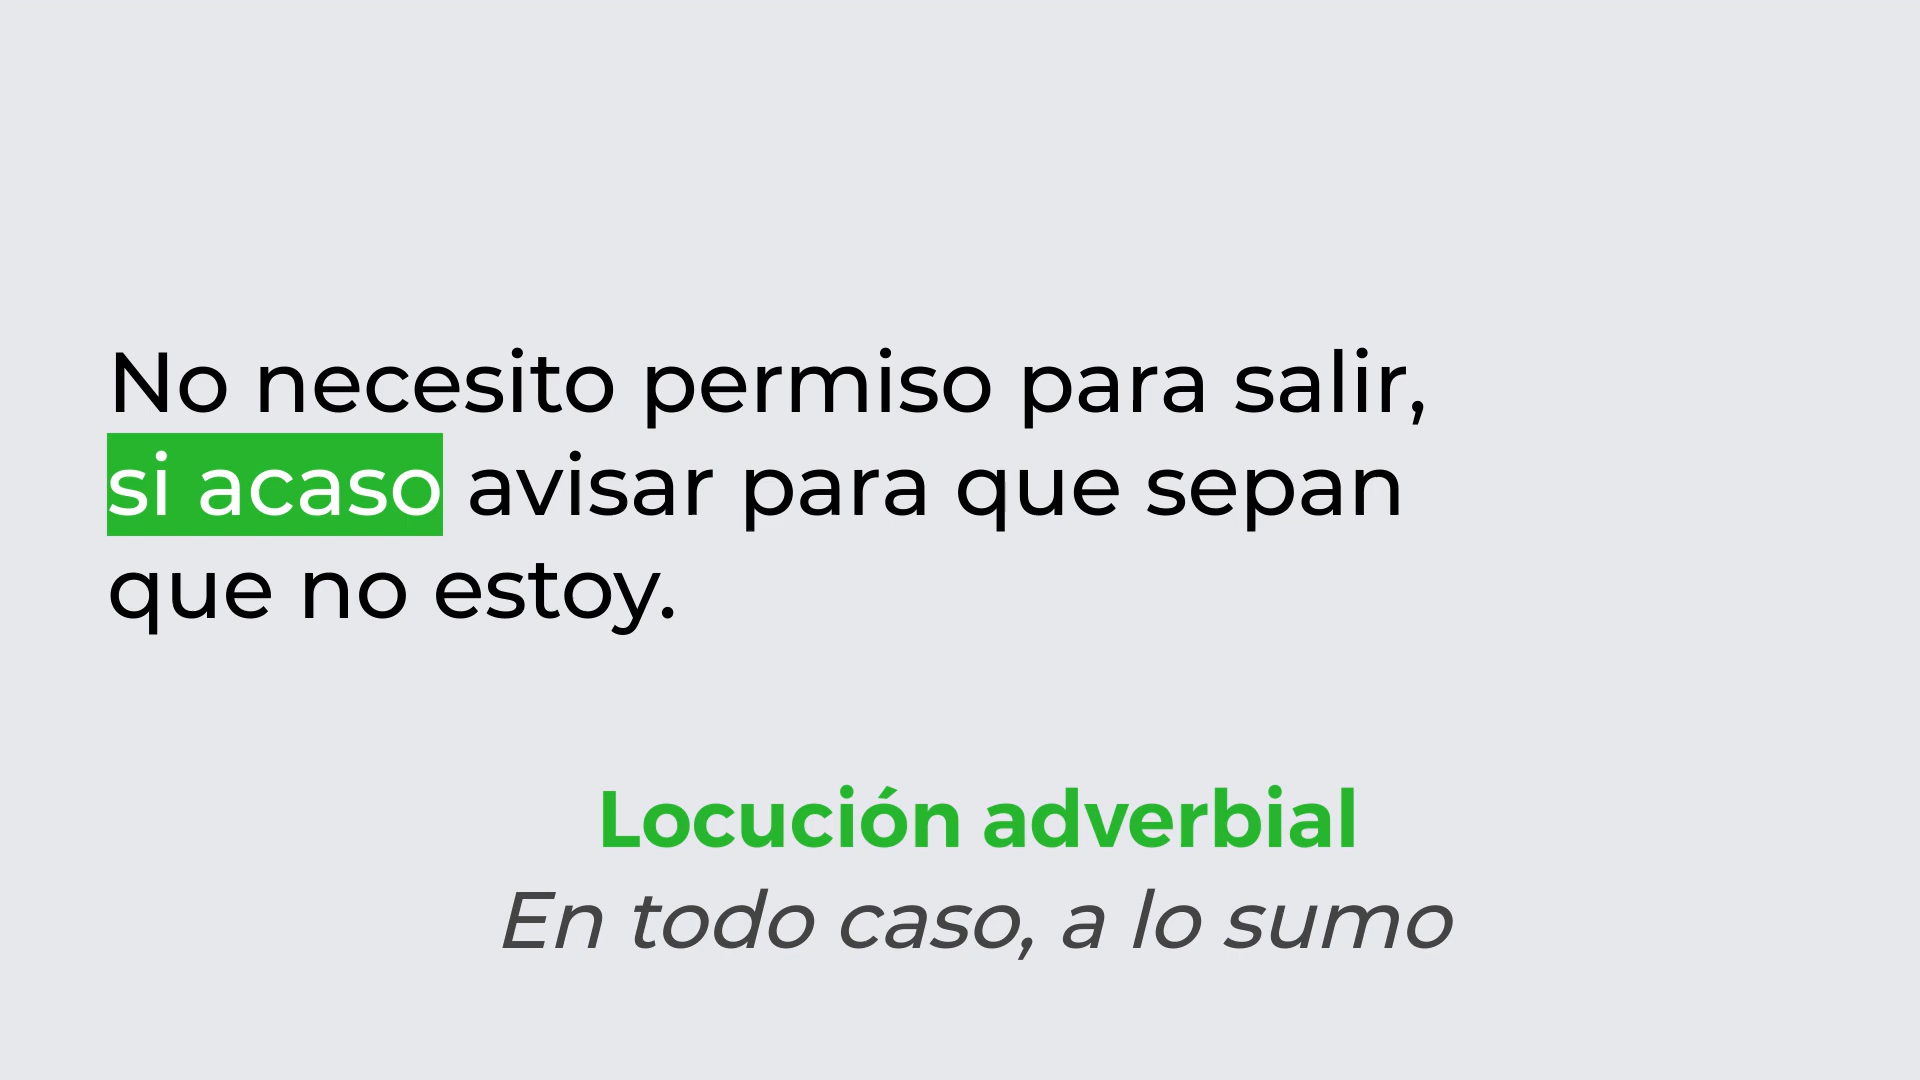 No necesito permiso para salir,
si acaso avisar para que sepan
que no estoy.
Locución adverbial
En todo caso, a lo sumo